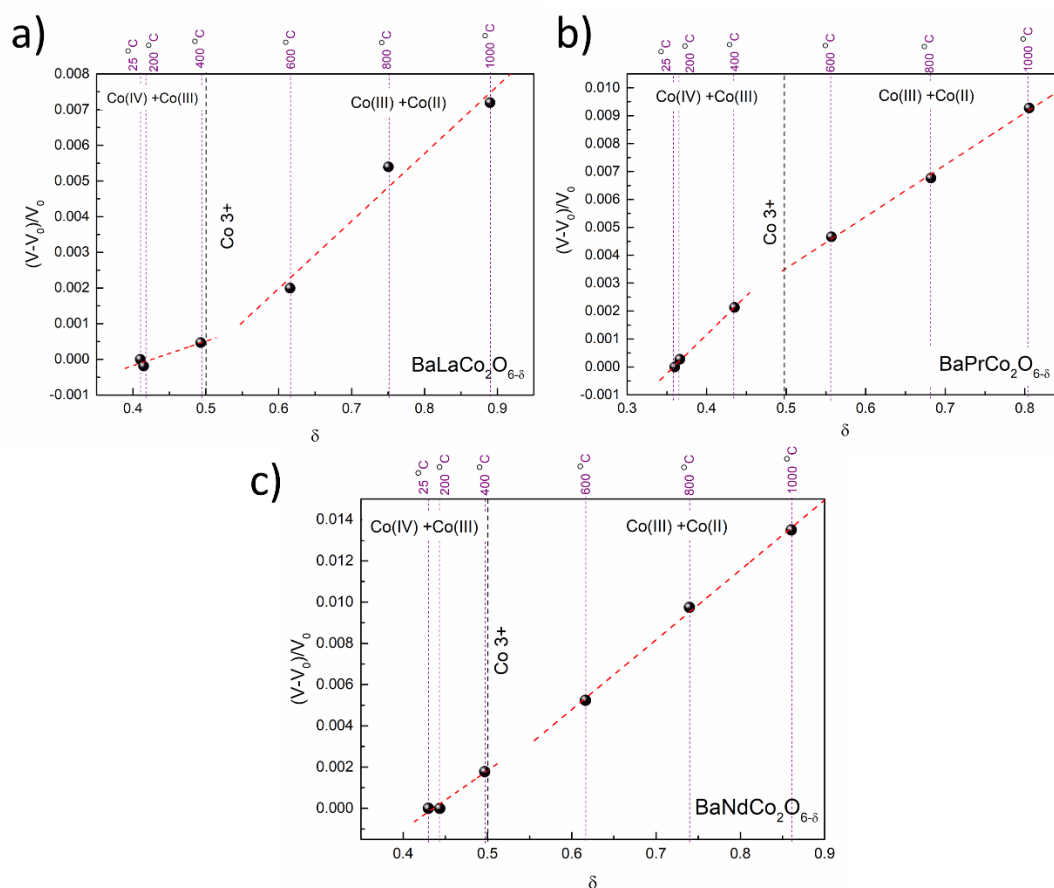 a)
25 °C
200 °C
400 °C
600 °C
800 °C
1000 °C
0.008
0.007
0.006
0.005
0.004
0.003
0.002
0.001
0.000
-0.001
(V-V₀)/V₀
Co(IV) +Co(III)
Co(III) +Co(II)
Co 3+
BaLaCo₂O₆₋δ
0.4 0.5 0.6 0.7 0.8 0.9
δ
b)
25 °C
200 °C
400 °C
600 °C
800 °C
1000 °C
0.010
0.009
0.008
0.007
0.006
0.005
0.004
0.003
0.002
0.001
0.000
-0.001
(V-V₀)/V₀
Co(IV) +Co(III)
Co(III) +Co(II)
Co 3+
BaPrCo₂O₆₋δ
0.3 0.4 0.5 0.6 0.7 0.8
δ
c)
25 °C
200 °C
400 °C
600 °C
800 °C
1000 °C
0.014
0.012
0.010
0.008
0.006
0.004
0.002
0.000
(V-V₀)/V₀
Co(IV) +Co(III)
Co(III) +Co(II)
Co 3+
BaNdCo₂O₆₋δ
0.4 0.5 0.6 0.7 0.8 0.9
δ